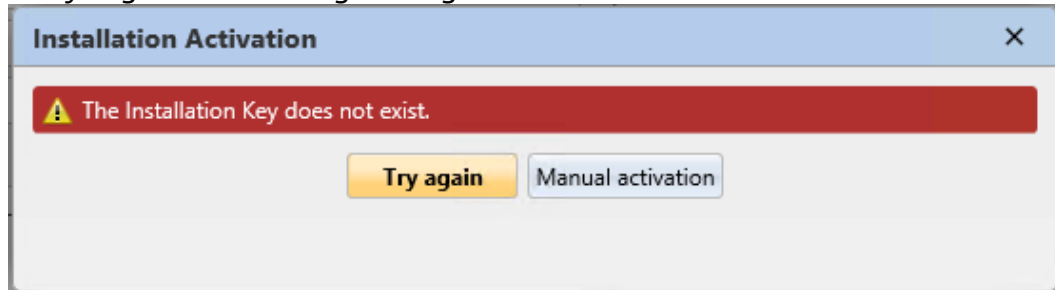 Installation Activation
The Installation Key does not exist.
Try again
Manual activation